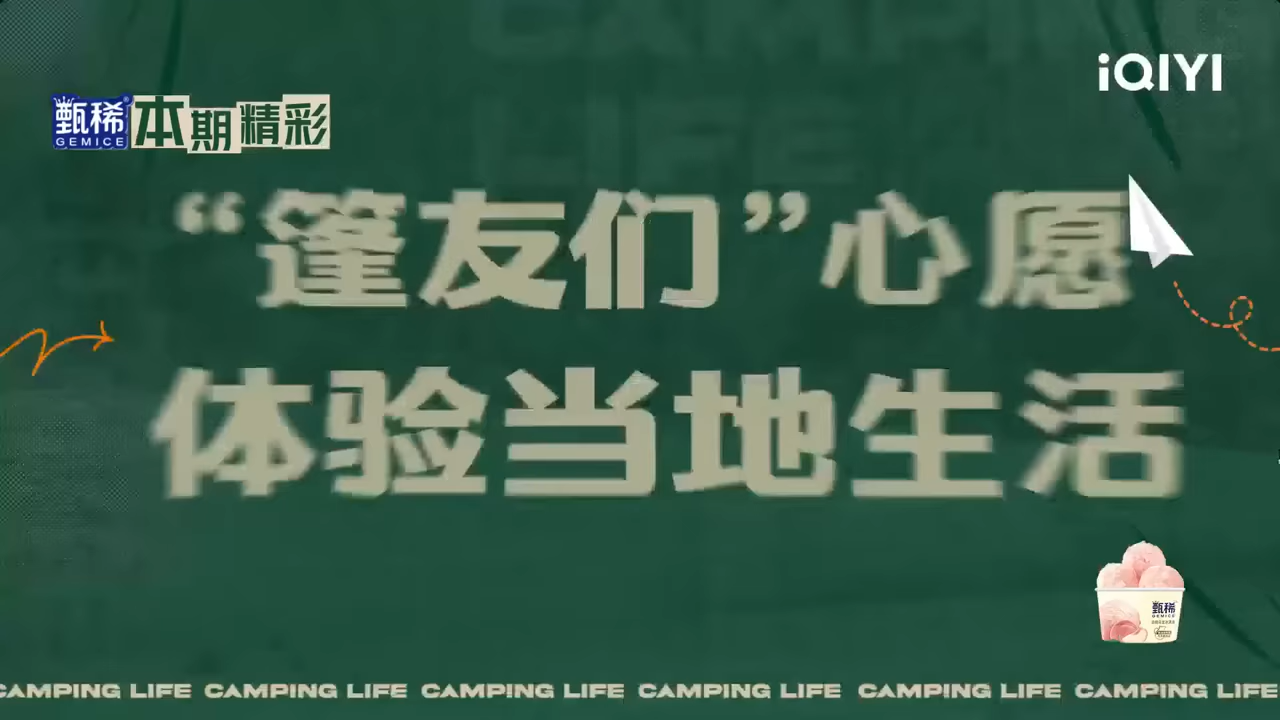 iQIYI
甄稀® 本期精彩
GEMICE
“篷友们”心愿
体验当地生活
甄稀
GEMICE
CAMPING LIFE CAMPING LIFE CAMPING LIFE CAMPING LIFE CAMPING LIFE CAMPING LIFE